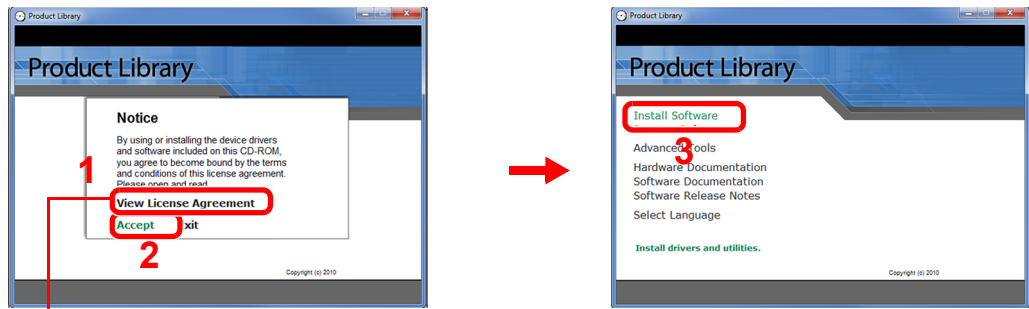 Product Library
Product Library
Notice
By using or installing the device drivers
and software included on this CD-ROM,
you agree to become bound by the terms
and conditions of this license agreement.
Please open and read
1
View License Agreement
Accept xit
2
Copyright (c) 2010
Product Library
Product Library
Install Software
3
Advanced Tools
Hardware Documentation
Software Documentation
Software Release Notes
Select Language
Install drivers and utilities.
Copyright (c) 2010